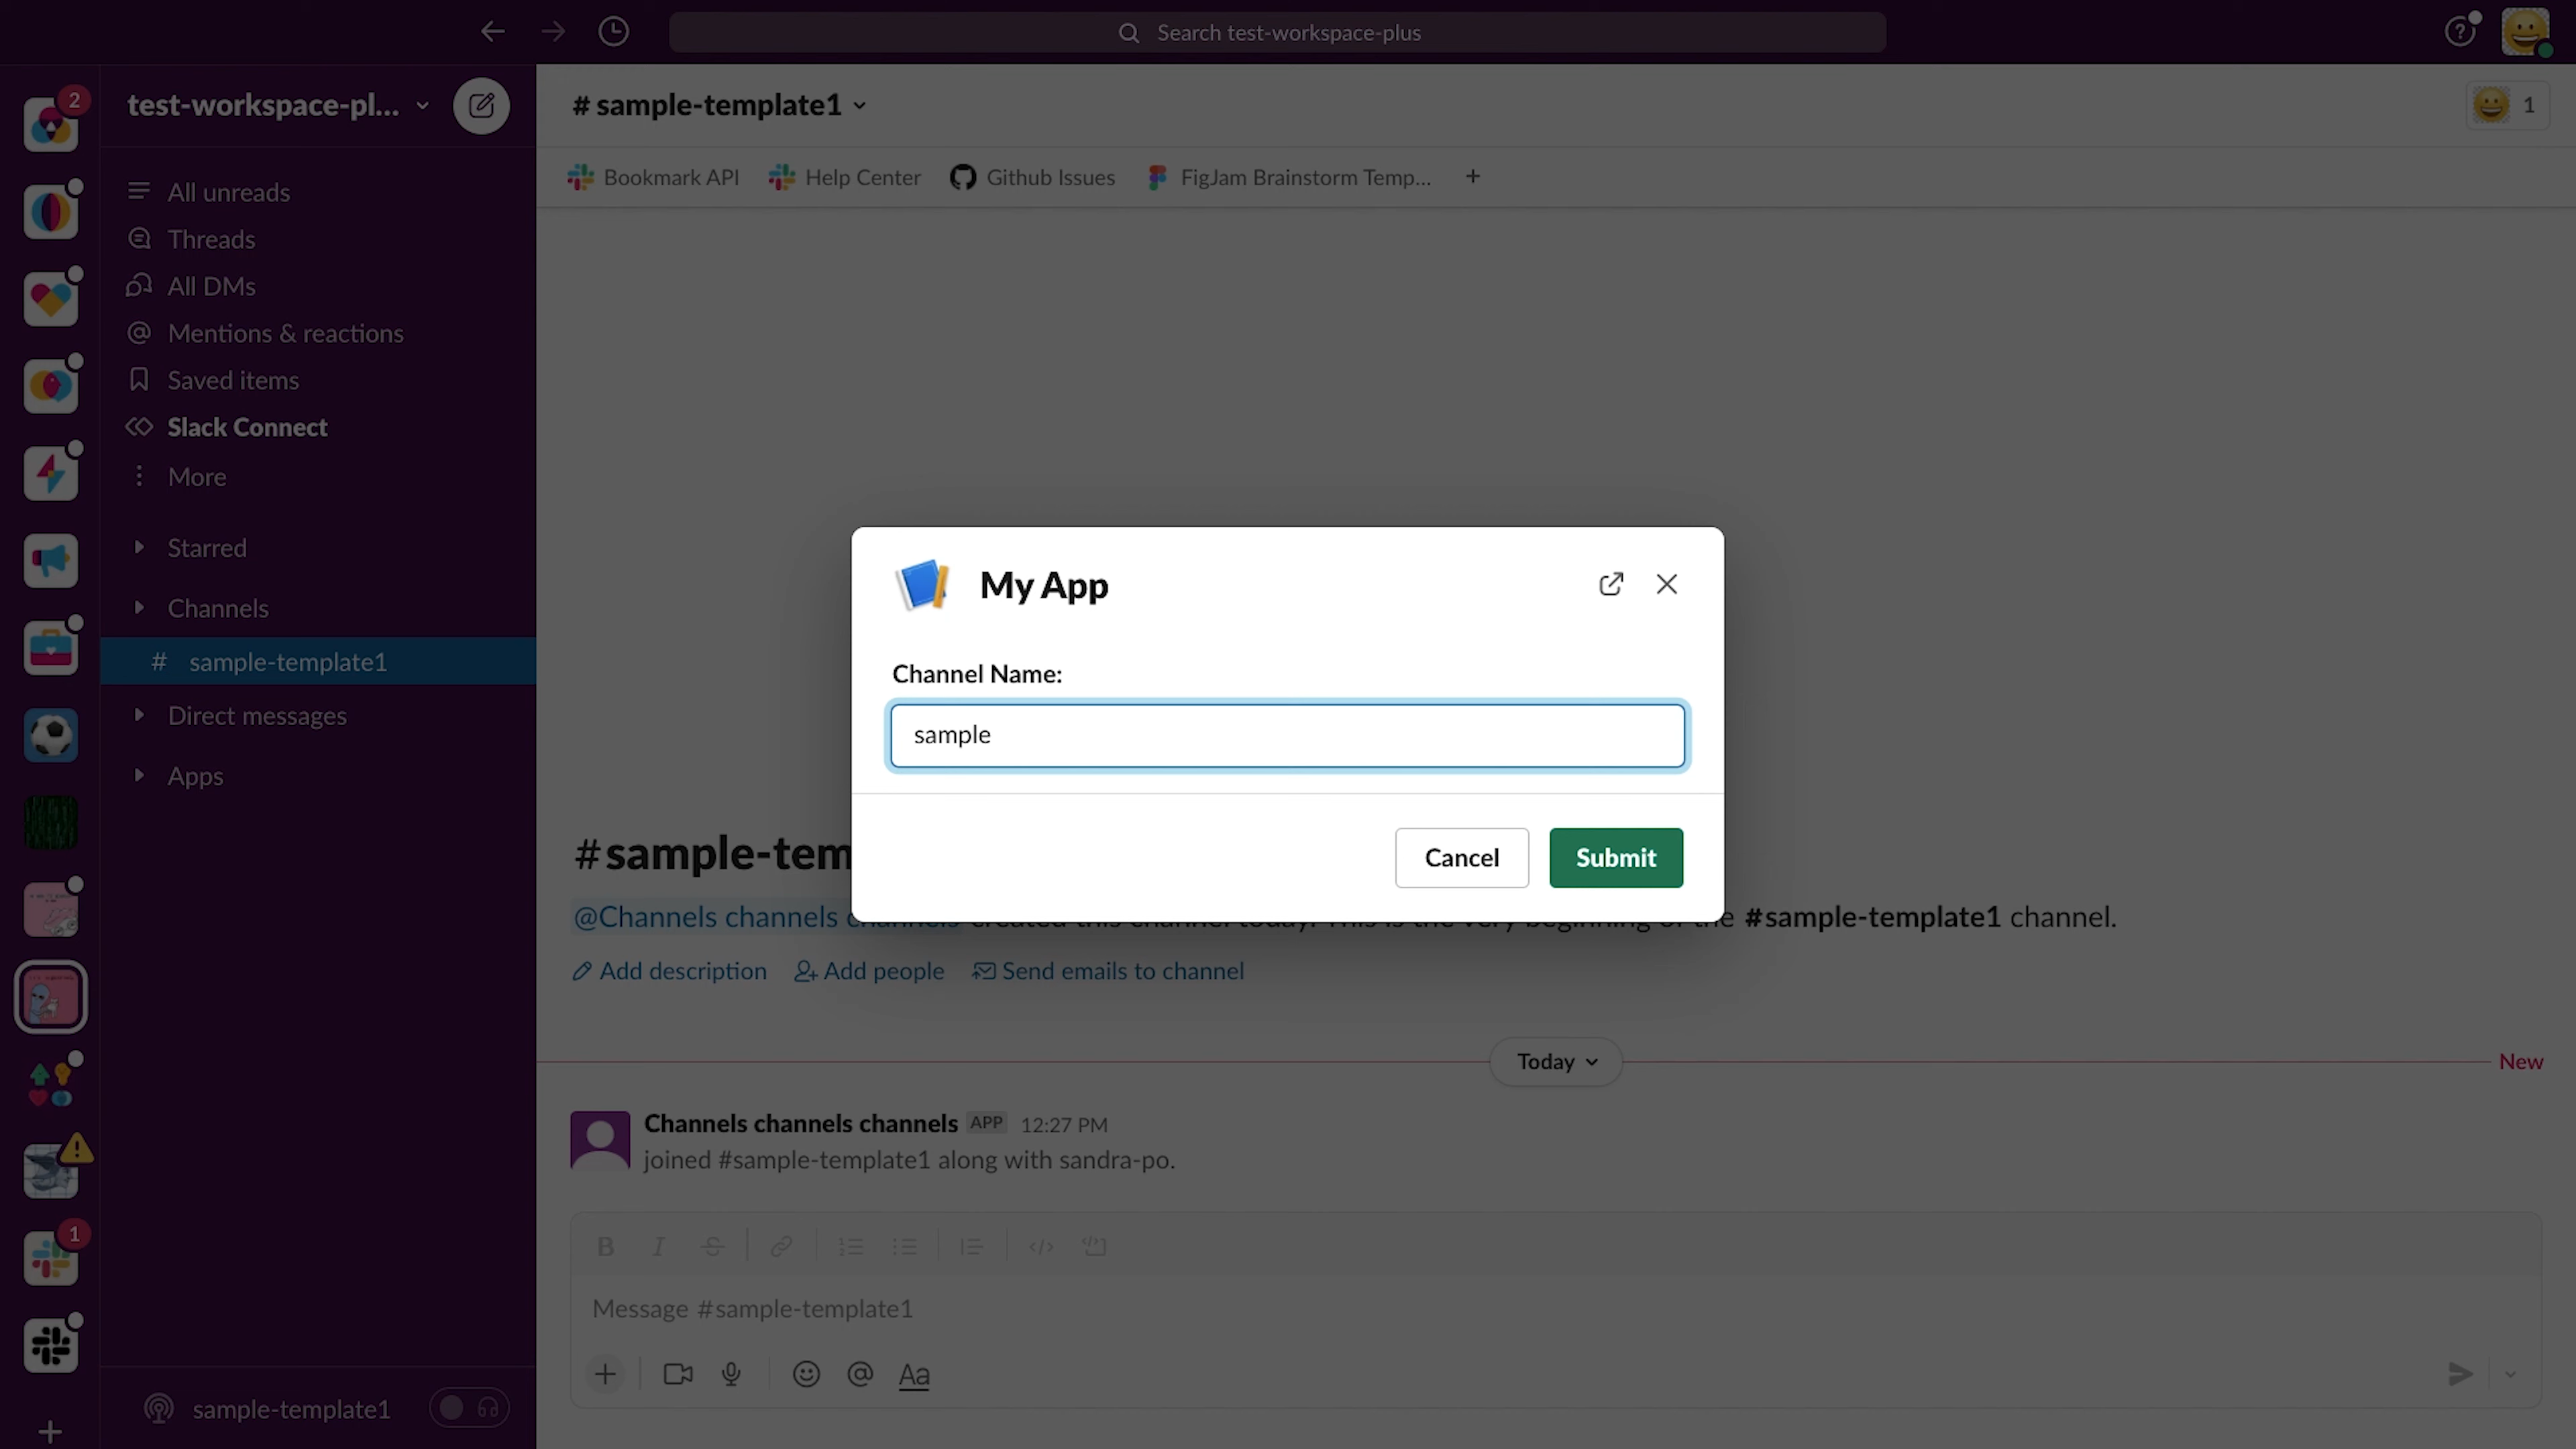 Search test-workspace-plus
2
test-workspace-pl...
# sample-template1
1
Bookmark API
Help Center
Github Issues
FigJam Brainstorm Temp...
All unreads
Threads
All DMs
Mentions & reactions
Saved items
Slack Connect
More
Starred
Channels
# sample-template1
Direct messages
Apps
My App
Channel Name:
sample
Cancel
Submit
#sample-tem
@Channels channels channels created this channel today. This is the very beginning of the #sample-template1 channel.
Add description
Add people
Send emails to channel
Today
New
Channels channels channels APP 12:27 PM
joined #sample-template1 along with sandra-po.
1
B I S
Message #sample-template1
Aa
sample-template1